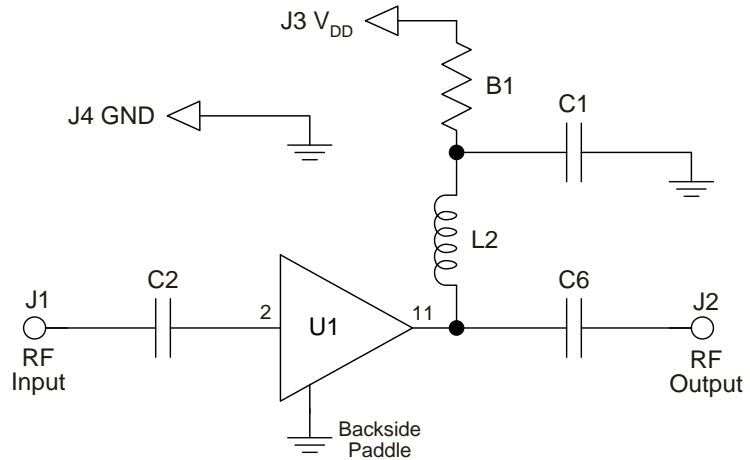 J3 V_DD
B1
C1
J4 GND
L2
C2
C6
J1
2
U1
11
J2
RF
Input
RF
Output
Backside
Paddle